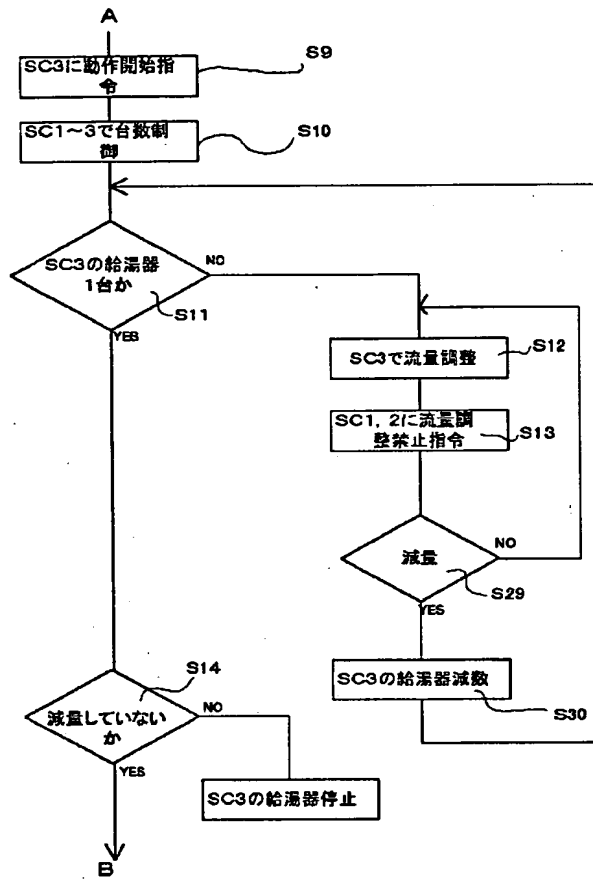 A
SC3に動作開始指
令
S9
SC1～3で台数制
御
S10
SC3の給湯器
1台か
NO
S11
YES
SC3で流量調整
S12
SC1, 2に流量調
整禁止指令
S13
減量
NO
S29
YES
SC3の給湯器減数
S30
S14
減量していない
か
NO
YES
SC3の給湯器停止
B